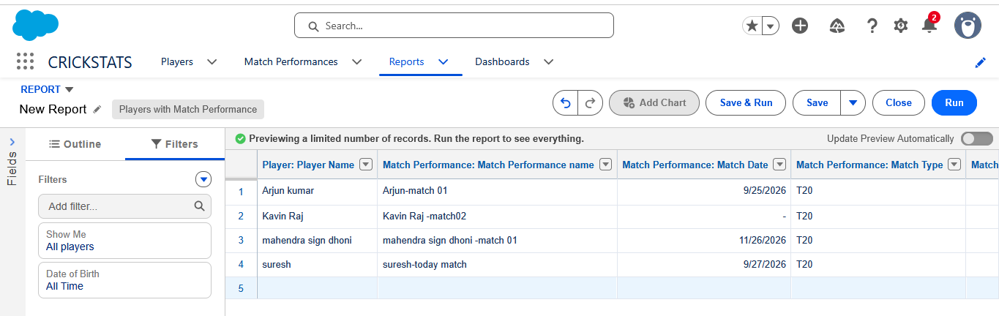 Search...
2
CRICKSTATS Players Match Performances Reports Dashboards
REPORT
New Report Players with Match Performance
Add Chart Save & Run Save Close Run
Fields
Outline Filters
Previewing a limited number of records. Run the report to see everything. Update Preview Automatically
Filters
Add filter...
Show Me
All players
Date of Birth
All Time
Player: Player Name Match Performance: Match Performance name Match Performance: Match Date Match Performance: Match Type Match
1 Arjun kumar Arjun-match 01 9/25/2026 T20
2 Kavin Raj Kavin Raj -match02 - T20
3 mahendra sign dhoni mahendra sign dhoni -match 01 11/26/2026 T20
4 suresh suresh-today match 9/27/2026 T20
5